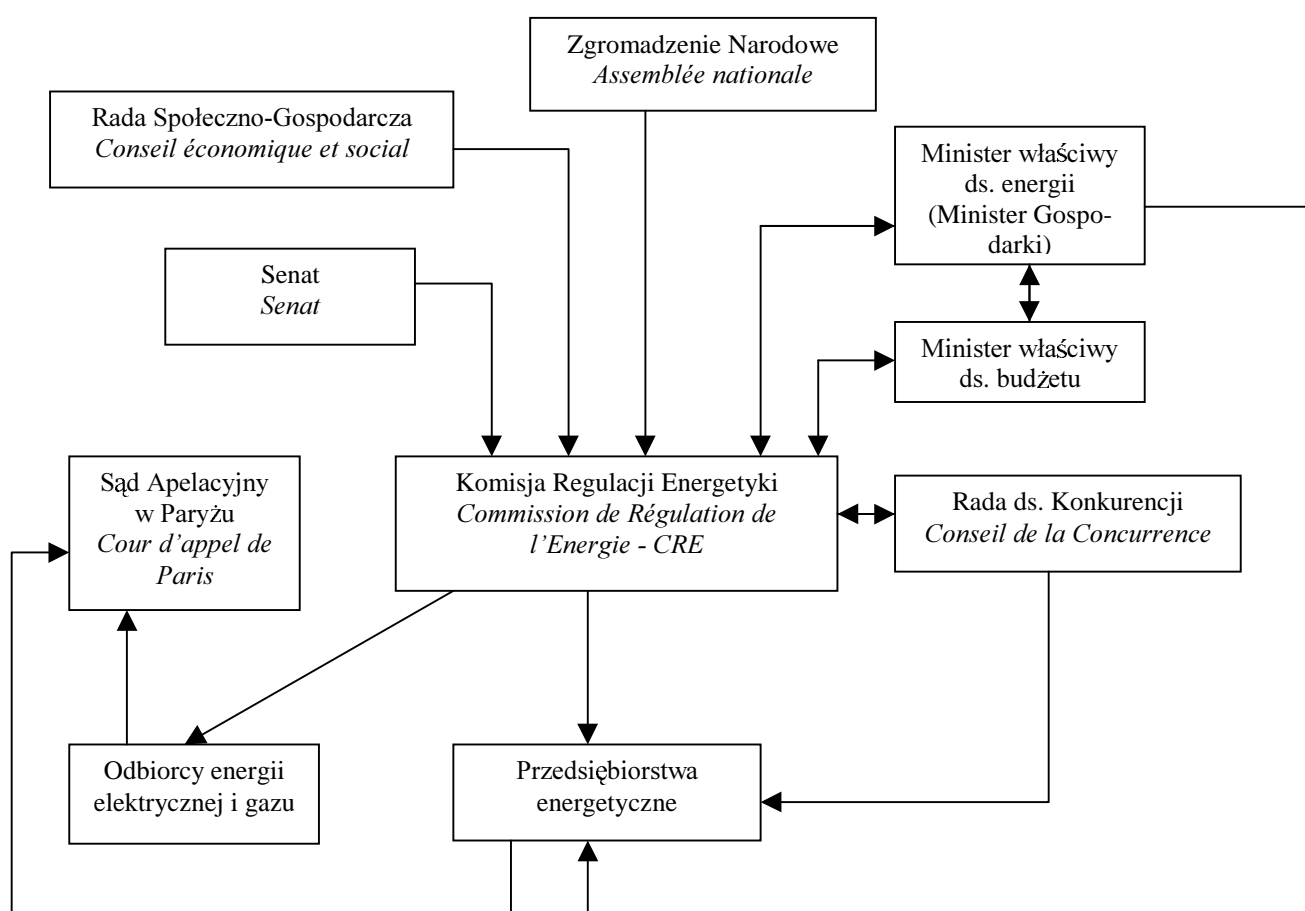 Zgromadzenie Narodowe
Assemblée nationale
Rada Społeczno-Gospodarcza
Conseil économique et social
Minister właściwy
ds. energii
(Minister Gospo-
darki)
Senat
Senat
Minister właściwy
ds. budżetu
Sąd Apelacyjny
w Paryżu
Cour d’appel de
Paris
Komisja Regulacji Energetyki
Commission de Régulation de
l’Energie - CRE
Rada ds. Konkurencji
Conseil de la Concurrence
Odbiorcy energii
elektrycznej i gazu
Przedsiębiorstwa
energetyczne